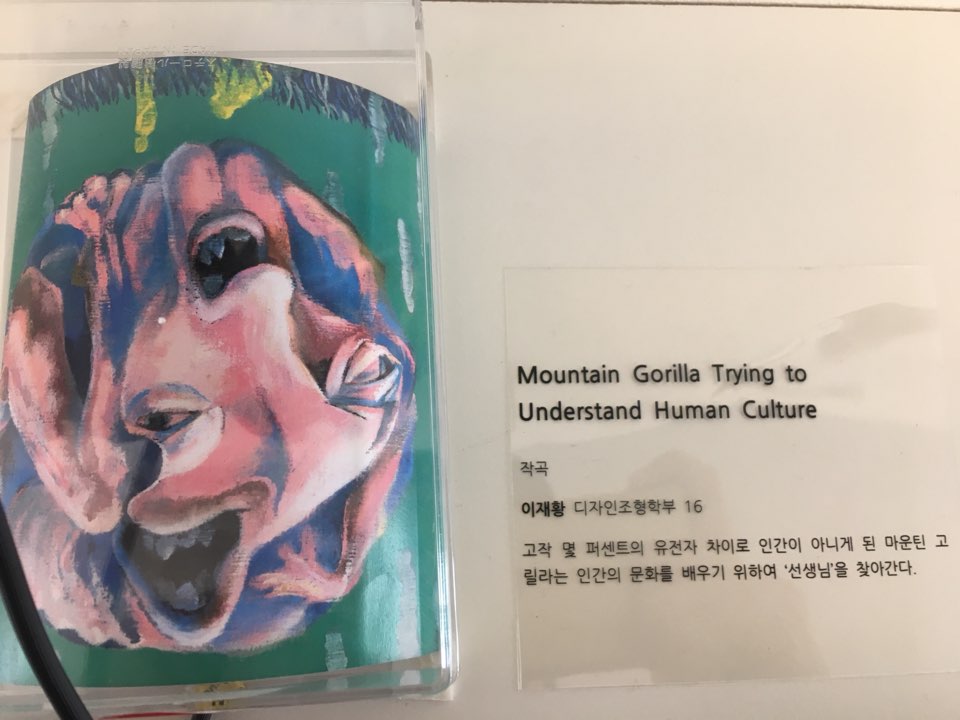 Mountain Gorilla Trying to
Understand Human Culture
작곡
이재황 디자인조형학부 16
고작 몇 퍼센트의 유전자 차이로 인간이 아니게 된 마운틴 고
릴라는 인간의 문화를 배우기 위하여 '선생님'을 찾아간다.